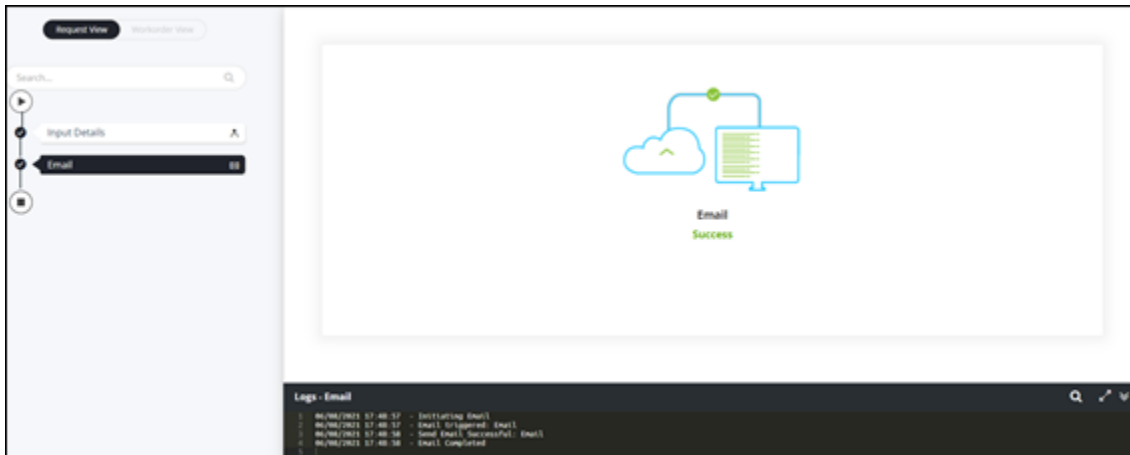 Request View
Workorder View
Search...
Input Details
Email
Email
Success
Logs - Email
1 06/08/2021 17:48:57 - Initiating Email
2 06/08/2021 17:48:57 - Email triggered: Email
3 06/08/2021 17:48:58 - Send Email Successful: Email
4 06/08/2021 17:48:58 - Email Completed
5